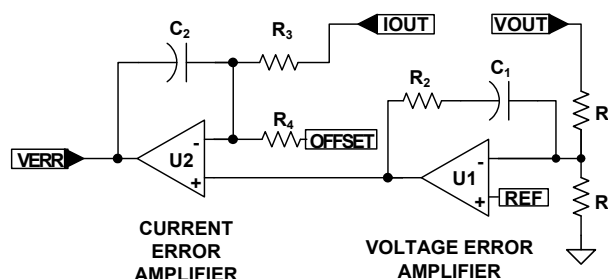 C2
R3
IOUT
VOUT
R2
C1
R
R4
OFFSET
-
U2
+
VERR
-
U1
+
REF
R
CURRENT
ERROR
AMPLIFIER
VOLTAGE ERROR
AMPLIFIER